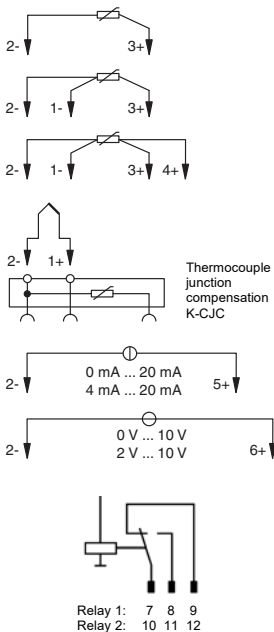 2- 3+
2- 1- 3+
2- 1- 3+ 4+
2- 1+
Thermocouple
junction
compensation
K-CJC
0 mA ... 20 mA
2- 4 mA ... 20 mA 5+
0 V ... 10 V
2- 2 V ... 10 V 6+
Relay 1: 7 8 9
Relay 2: 10 11 12